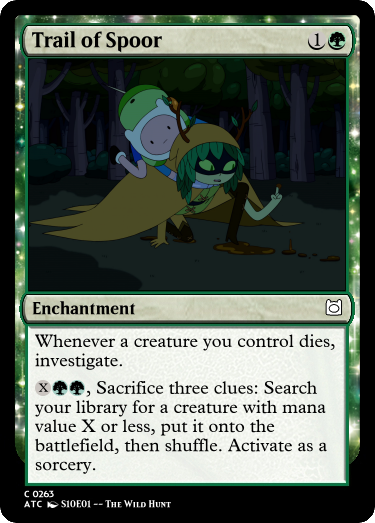 Trail of Spoor 1
Enchantment
Whenever a creature you control dies,
investigate.
X, Sacrifice three clues: Search
your library for a creature with mana
value X or less, put it onto the
battlefield, then shuffle. Activate as a
sorcery.
C 0263
ATC S10E01 -- The Wild Hunt